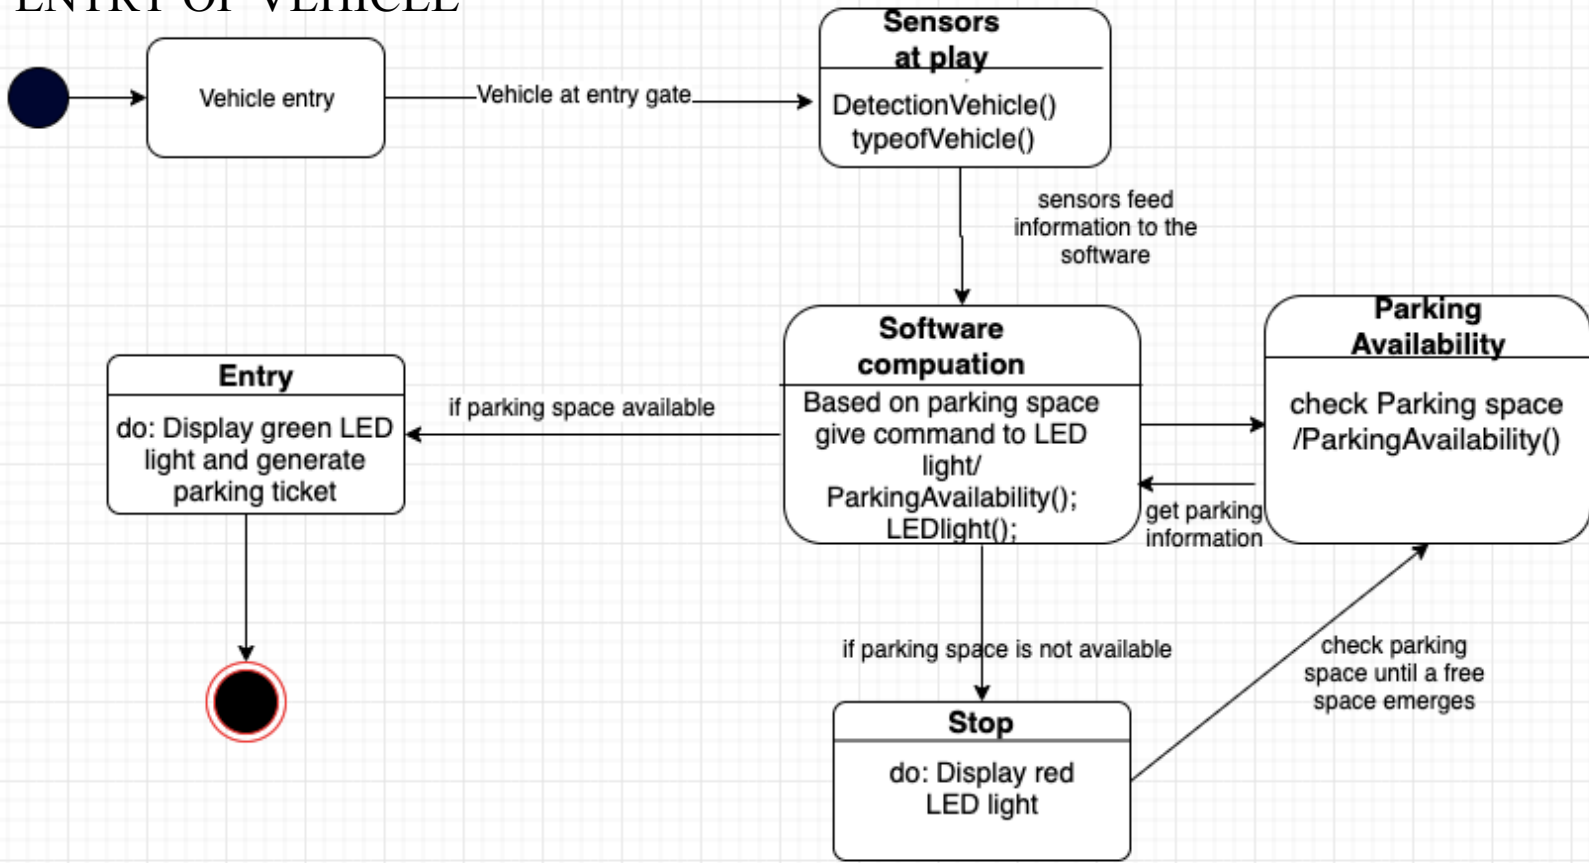 ENTRY OF VEHICLE
Vehicle entry
Vehicle at entry gate
Sensors
at play
DetectionVehicle()
typeofVehicle()
sensors feed
information to the
software
Software
compuation
Based on parking space
give command to LED
light/
ParkingAvailability();
LEDlight();
Parking
Availability
check Parking space
/ParkingAvailability()
get parking
information
if parking space available
Entry
do: Display green LED
light and generate
parking ticket
if parking space is not available
Stop
do: Display red
LED light
check parking
space until a free
space emerges